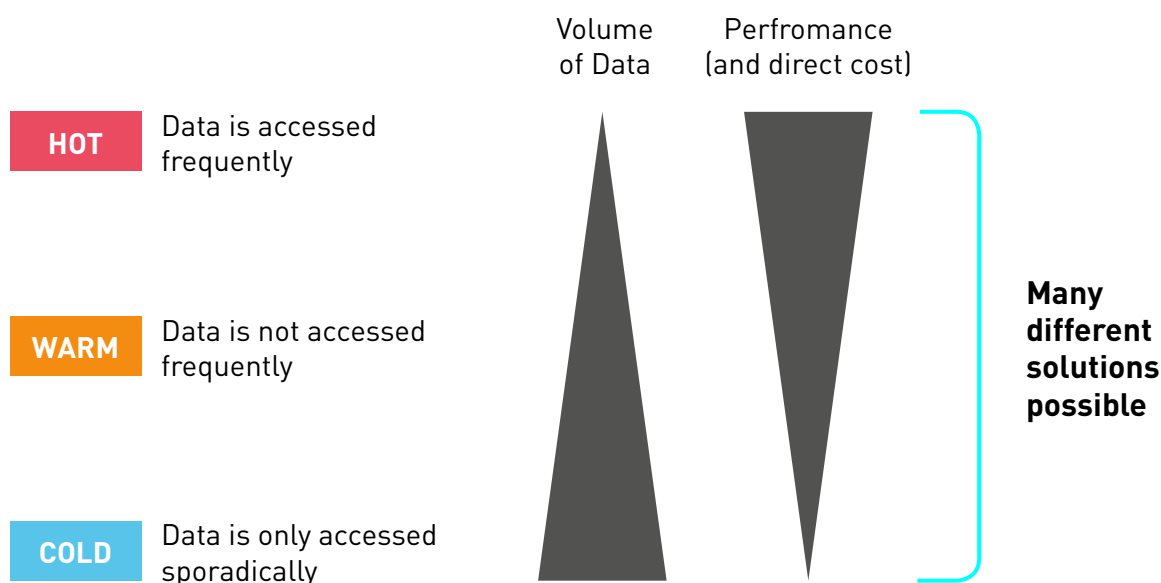 Volume
of Data
Perfromance
(and direct cost)
HOT
Data is accessed
frequently
WARM
Data is not accessed
frequently
COLD
Data is only accessed
sporadically
Many
different
solutions
possible